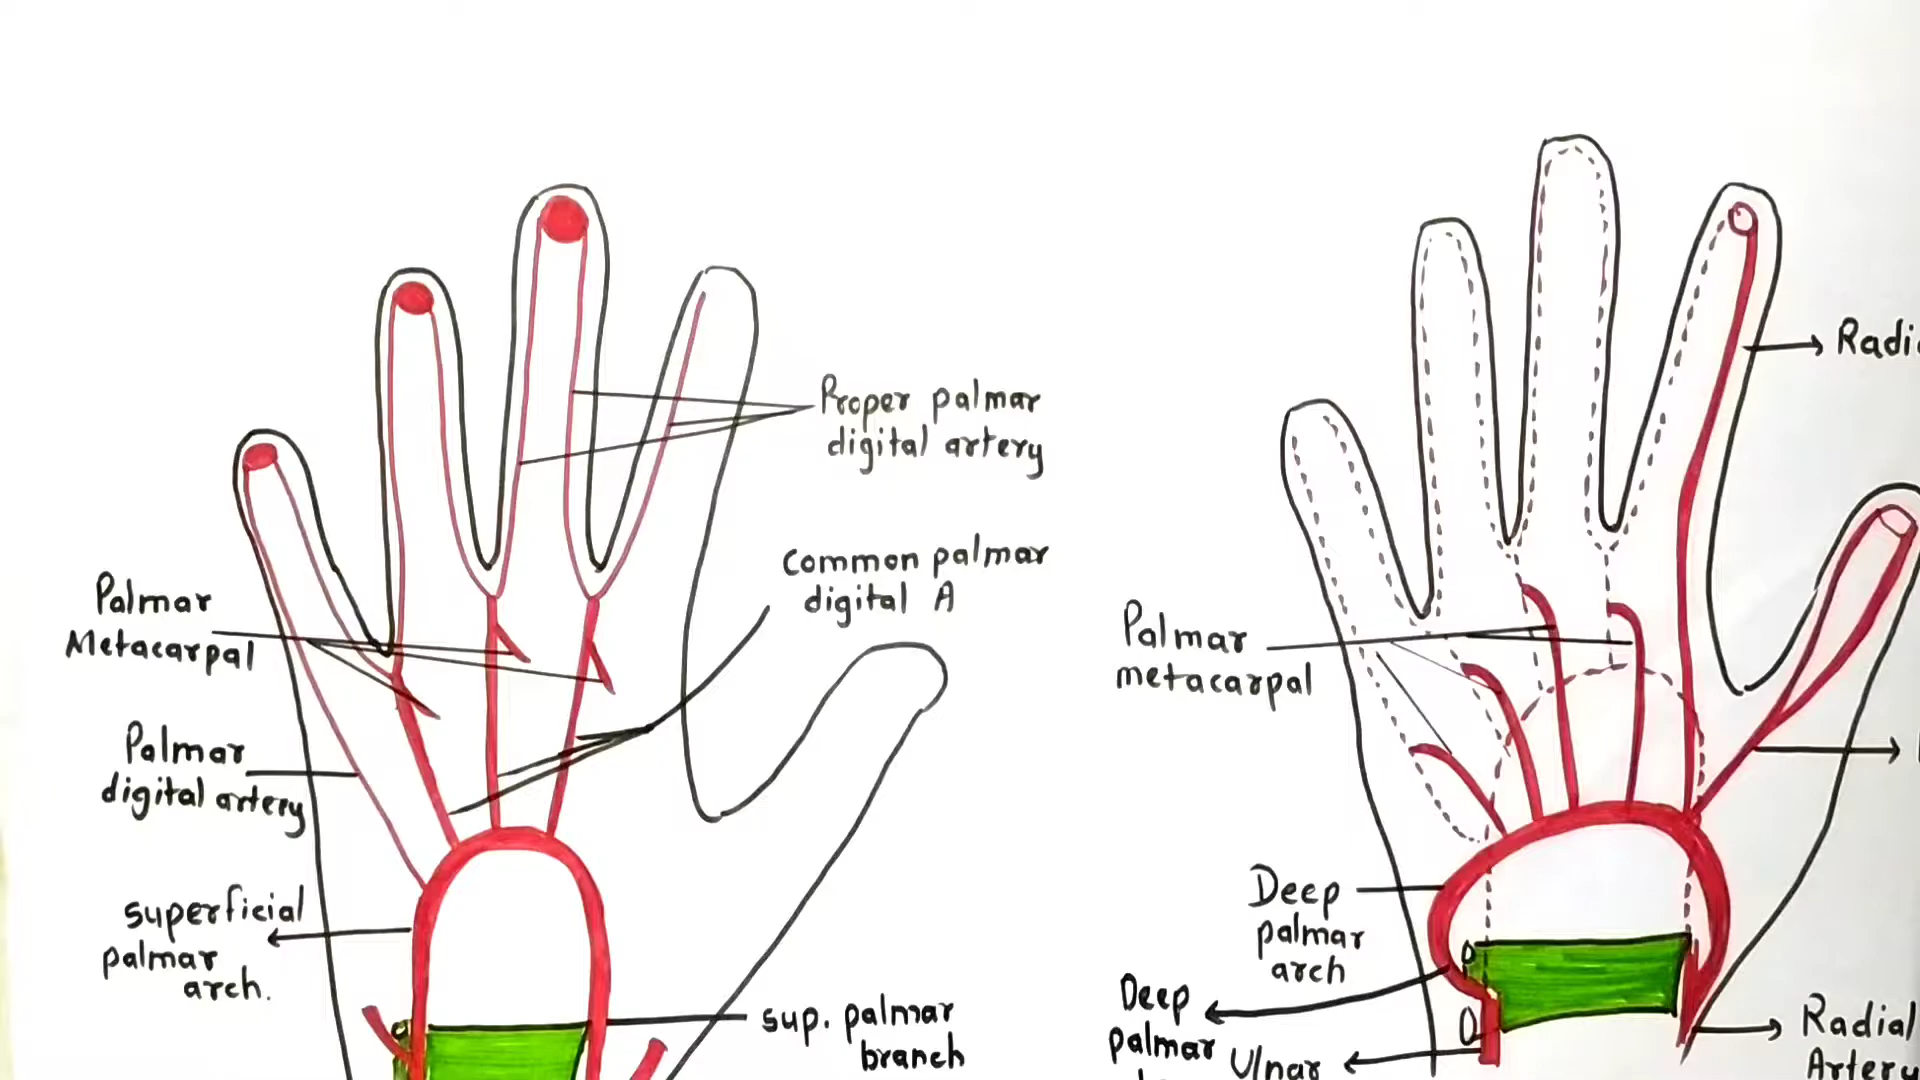 Proper palmar
digital artery
common palmar
digital A
Palmar
Metacarpal
Palmar
digital artery
superficial
palmar
arch.
sup. palmar
branch
Radi
Palmar
metacarpal
Deep
palmar
arch
Deep
palmar
Ulnar
Radial
Artery